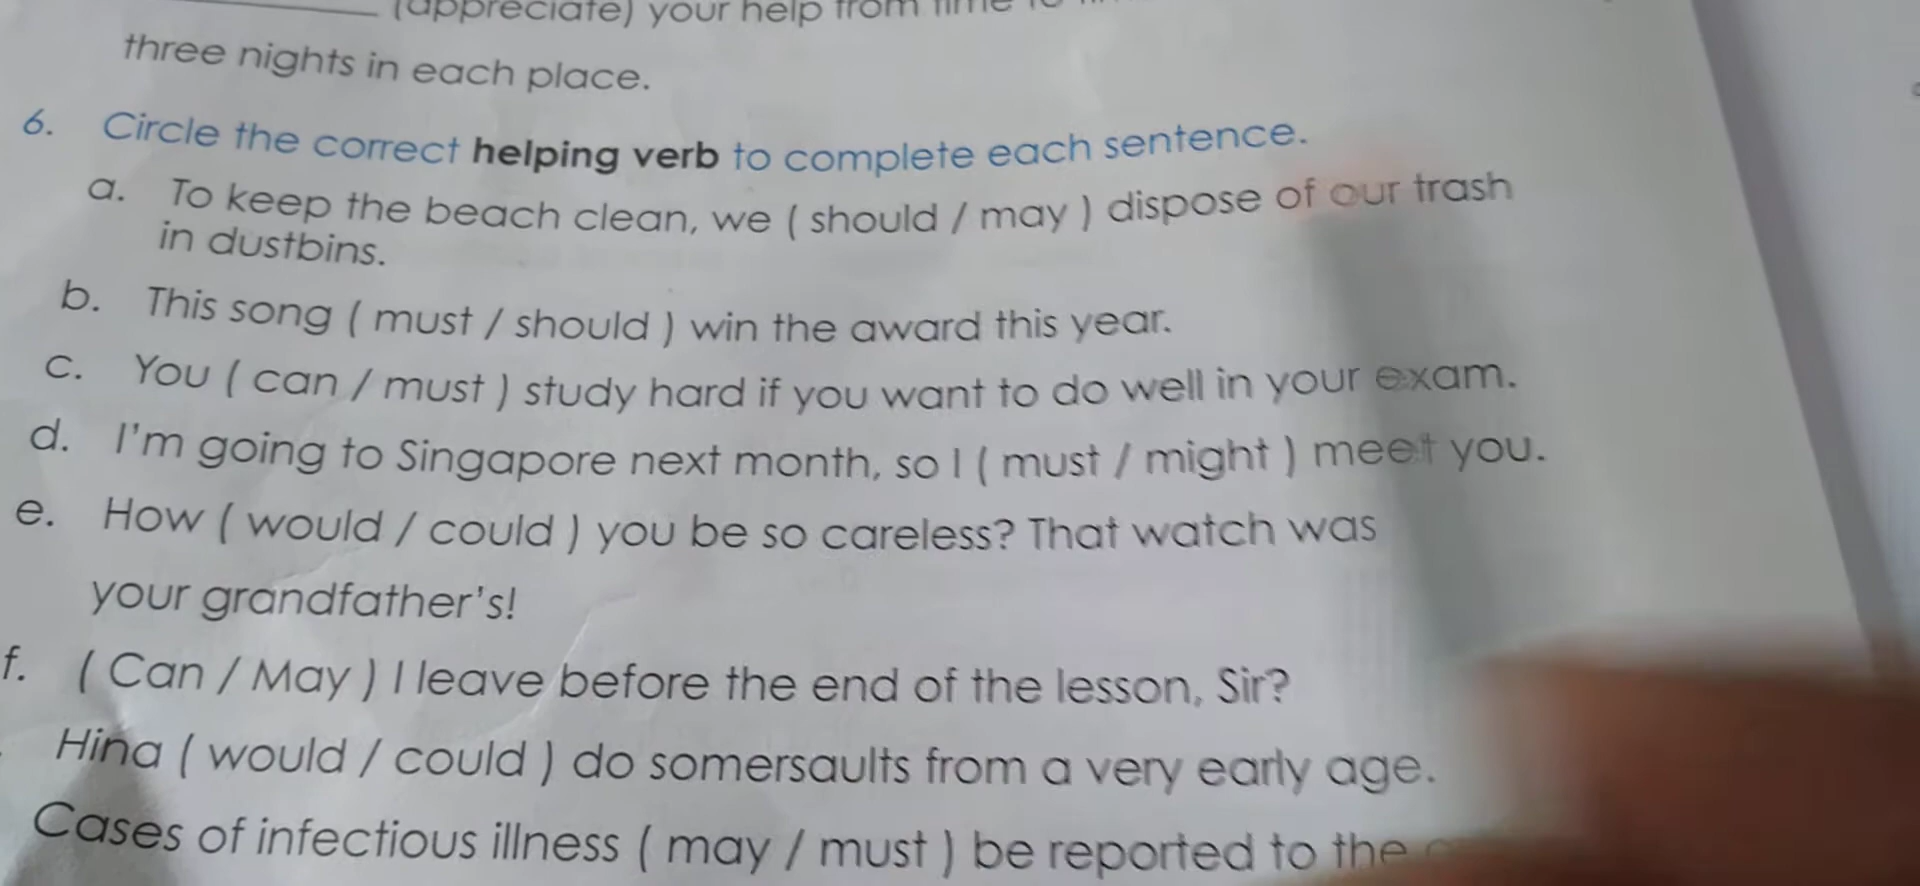 (appreciate) your help from time to
three nights in each place.
6. Circle the correct helping verb to complete each sentence.
a. To keep the beach clean, we ( should / may ) dispose of our trash
in dustbins.
b. This song ( must / should ) win the award this year.
c. You ( can / must ) study hard if you want to do well in your exam.
d. I'm going to Singapore next month, so I ( must / might ) meet you.
e. How ( would / could ) you be so careless? That watch was
your grandfather's!
f. ( Can / May ) I leave before the end of the lesson, Sir?
Hina ( would / could ) do somersaults from a very early age.
Cases of infectious illness ( may / must ) be reported to the